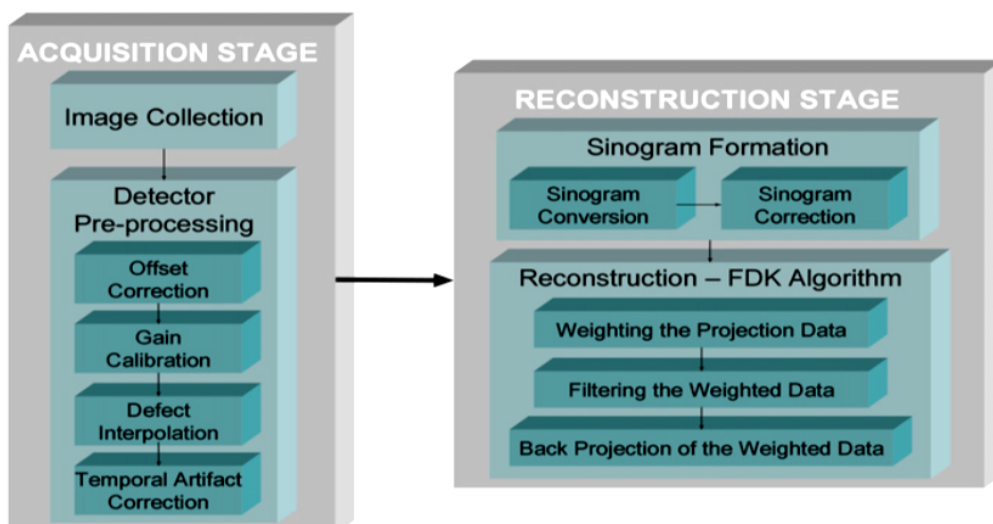 ACQUISITION STAGE
Image Collection
Detector
Pre-processing
Offset
Correction
Gain
Calibration
Defect
Interpolation
Temporal Artifact
Correction
RECONSTRUCTION STAGE
Sinogram Formation
Sinogram
Conversion
Sinogram
Correction
Reconstruction – FDK Algorithm
Weighting the Projection Data
Filtering the Weighted Data
Back Projection of the Weighted Data